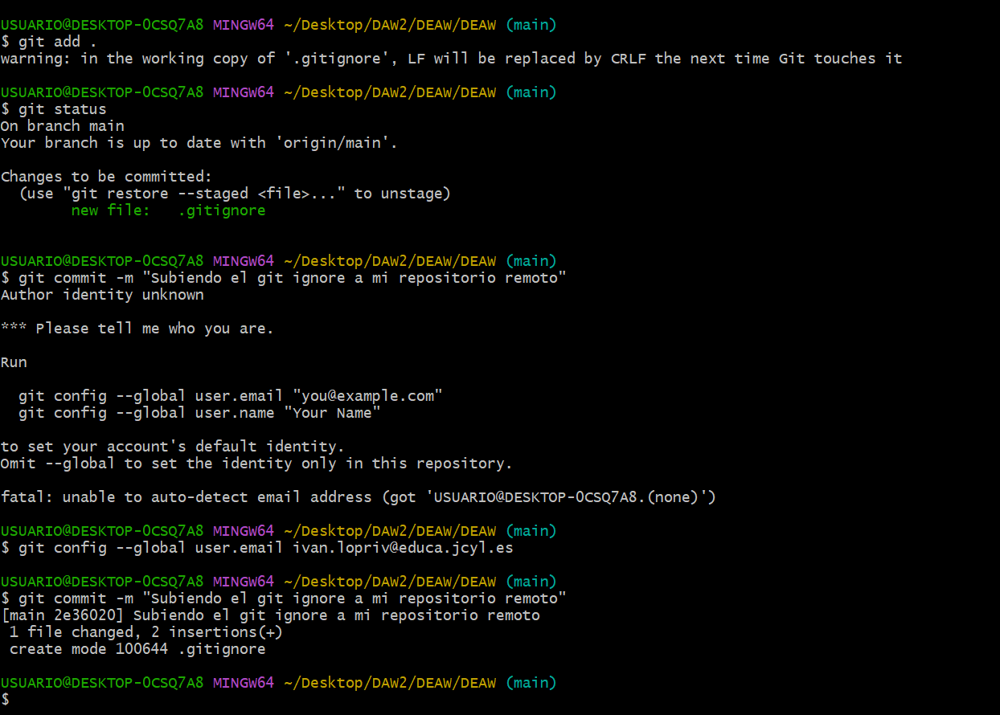 USUARIO@DESKTOP-0CSQ7A8 MINGW64 ~/Desktop/DAW2/DEAW/DEAW (main)
$ git add .
warning: in the working copy of '.gitignore', LF will be replaced by CRLF the next time Git touches it
USUARIO@DESKTOP-0CSQ7A8 MINGW64 ~/Desktop/DAW2/DEAW/DEAW (main)
$ git status
On branch main
Your branch is up to date with 'origin/main'.
Changes to be committed:
  (use "git restore --staged <file>..." to unstage)
        new file:   .gitignore
USUARIO@DESKTOP-0CSQ7A8 MINGW64 ~/Desktop/DAW2/DEAW/DEAW (main)
$ git commit -m "Subiendo el git ignore a mi repositorio remoto"
Author identity unknown
*** Please tell me who you are.
Run
  git config --global user.email "you@example.com"
  git config --global user.name "Your Name"
to set your account's default identity.
Omit --global to set the identity only in this repository.
fatal: unable to auto-detect email address (got 'USUARIO@DESKTOP-0CSQ7A8.(none)')
USUARIO@DESKTOP-0CSQ7A8 MINGW64 ~/Desktop/DAW2/DEAW/DEAW (main)
$ git config --global user.email ivan.lopriv@educa.jcyl.es
USUARIO@DESKTOP-0CSQ7A8 MINGW64 ~/Desktop/DAW2/DEAW/DEAW (main)
$ git commit -m "Subiendo el git ignore a mi repositorio remoto"
[main 2e36020] Subiendo el git ignore a mi repositorio remoto
 1 file changed, 2 insertions(+)
 create mode 100644 .gitignore
USUARIO@DESKTOP-0CSQ7A8 MINGW64 ~/Desktop/DAW2/DEAW/DEAW (main)
$